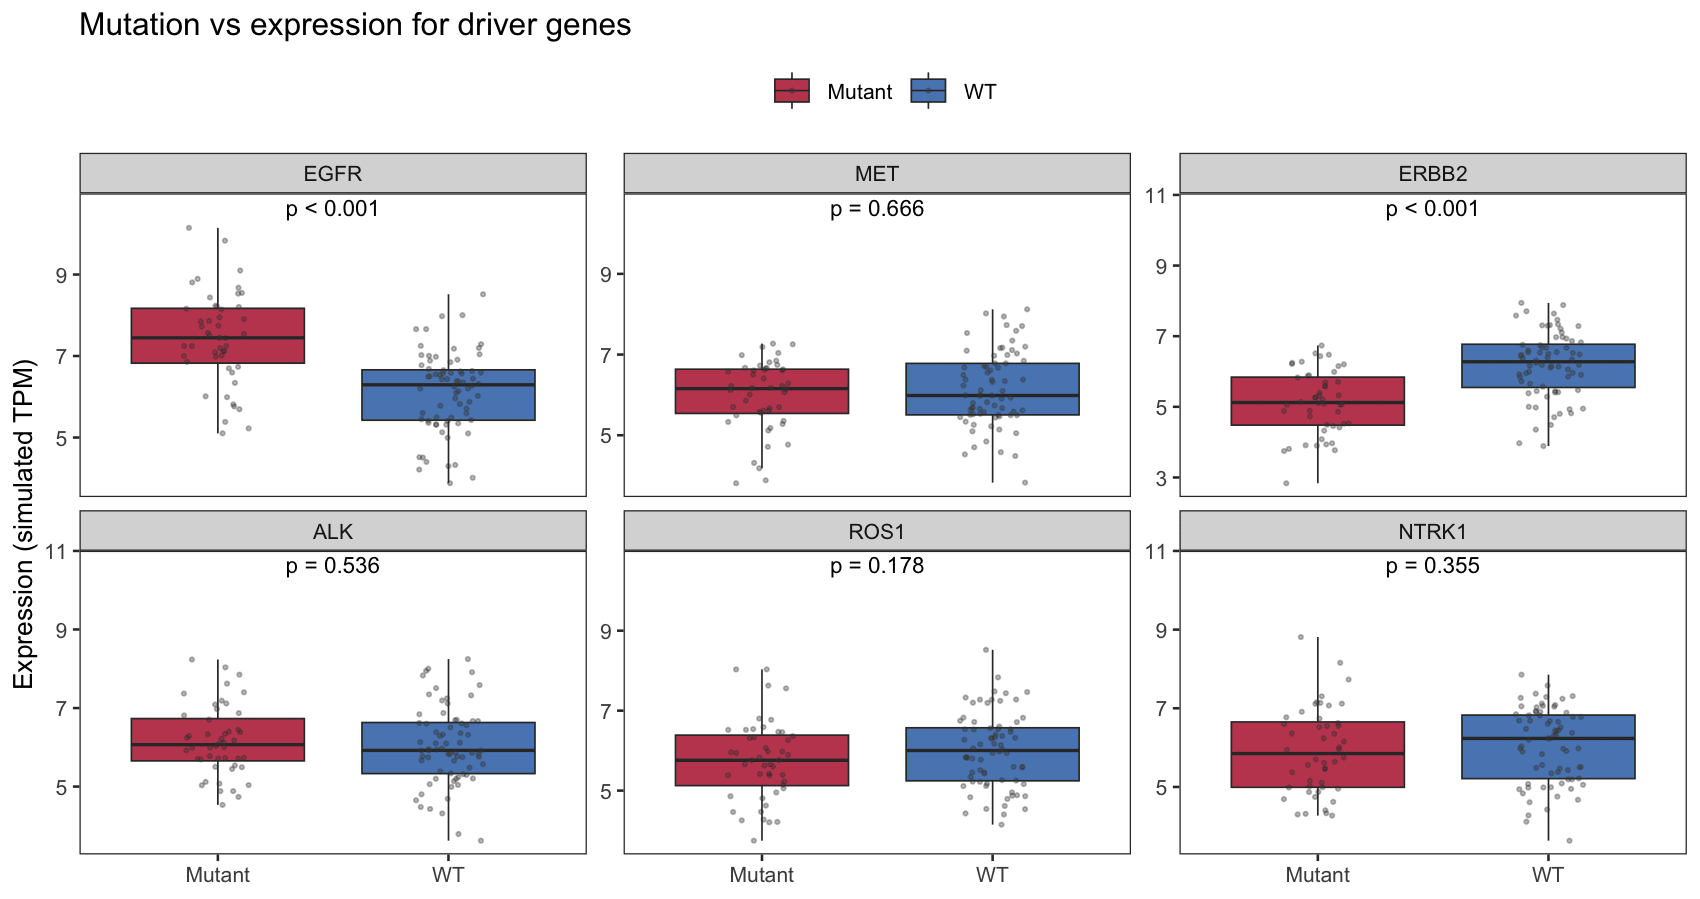 Mutation vs expression for driver genes
Mutant WT
Expression (simulated TPM)
EGFR
p < 0.001
9
7
5
MET
p = 0.666
9
7
5
ERBB2
p < 0.001
11
9
7
5
3
ALK
p = 0.536
11
9
7
5
Mutant WT
ROS1
p = 0.178
9
7
5
Mutant WT
NTRK1
p = 0.355
11
9
7
5
Mutant WT